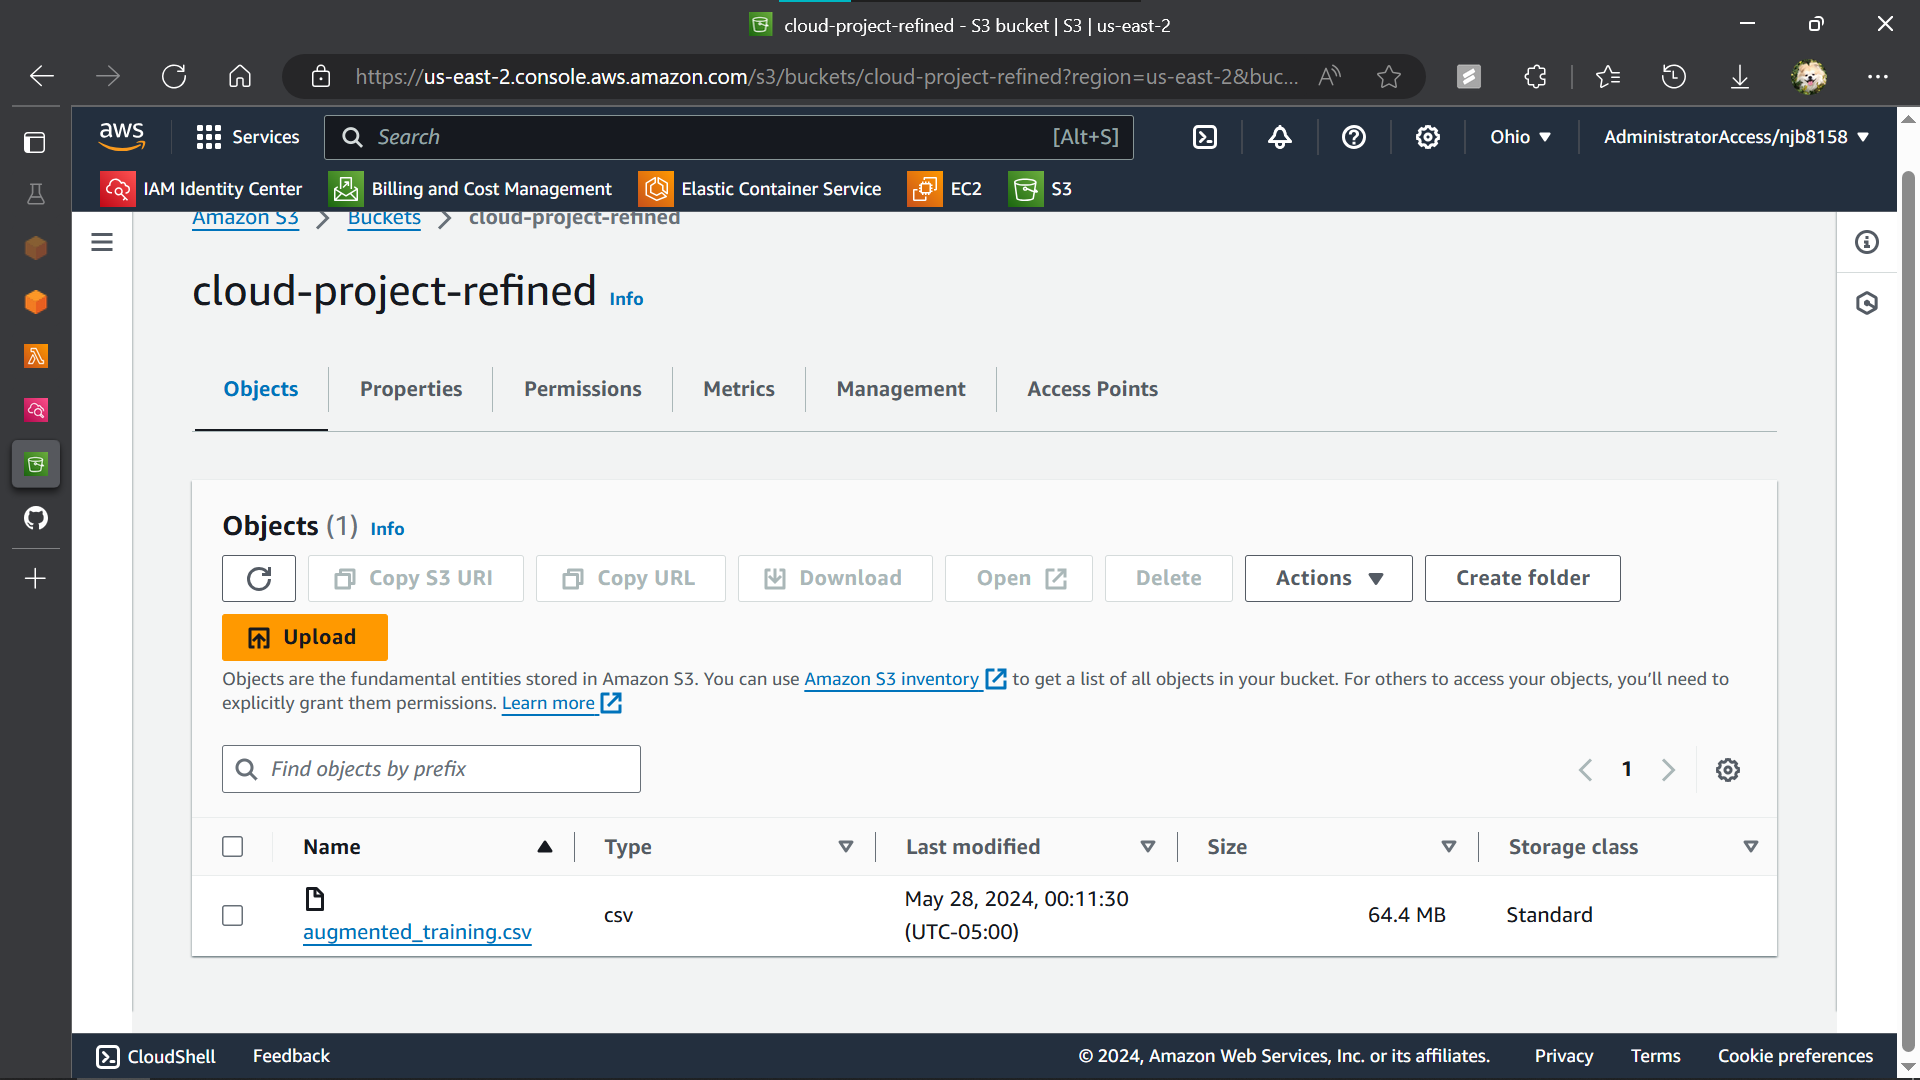 cloud-project-refined - S3 bucket | S3 | us-east-2
https://us-east-2.console.aws.amazon.com/s3/buckets/cloud-project-refined?region=us-east-2&buc...
aws Services Search [Alt+S] Ohio AdministratorAccess/njb8158
IAM Identity Center Billing and Cost Management Elastic Container Service EC2 S3
Amazon S3 Buckets cloud-project-refined
cloud-project-refined Info
Objects Properties Permissions Metrics Management Access Points
Objects (1) Info
Copy S3 URI Copy URL Download Open Delete Actions Create folder
Upload
Objects are the fundamental entities stored in Amazon S3. You can use Amazon S3 inventory to get a list of all objects in your bucket. For others to access your objects, you’ll need to
explicitly grant them permissions. Learn more
Find objects by prefix 1
Name Type Last modified Size Storage class
augmented_training.csv csv May 28, 2024, 00:11:30 64.4 MB Standard
(UTC-05:00)
CloudShell Feedback © 2024, Amazon Web Services, Inc. or its affiliates. Privacy Terms Cookie preferences